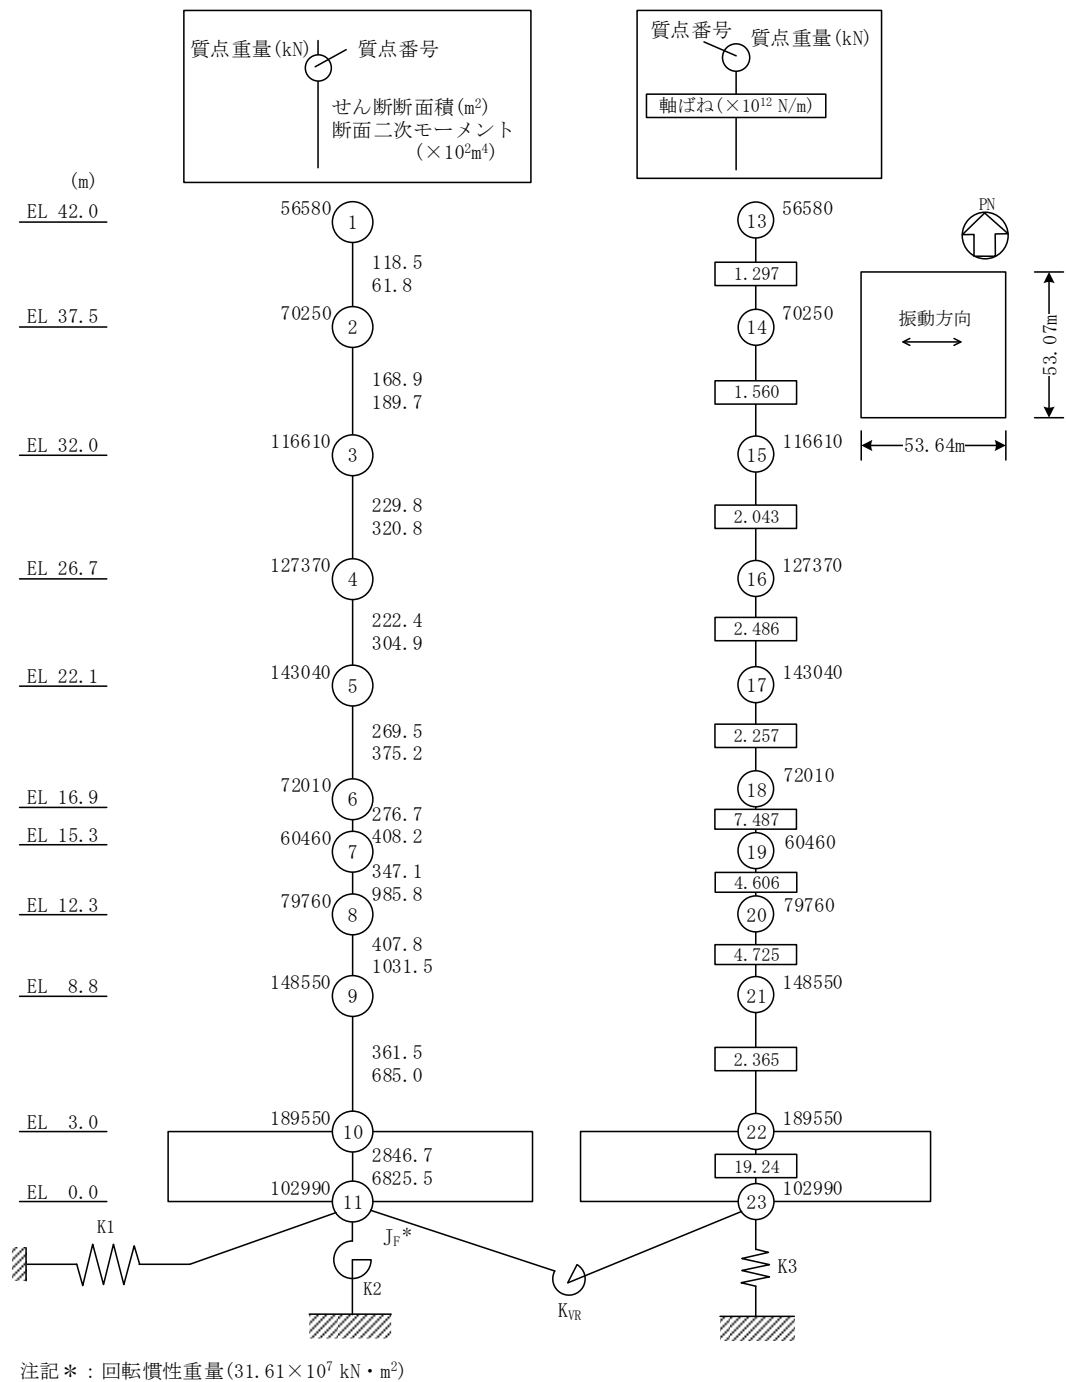 質点重量(kN)
質点番号
せん断断面積(m²)
断面二次モーメント
(×10²m⁴)
質点番号
質点重量(kN)
軸ばね(×10¹² N/m)
(m)
EL 42.0
EL 37.5
EL 32.0
EL 26.7
EL 22.1
EL 16.9
EL 15.3
EL 12.3
EL 8.8
EL 3.0
EL 0.0
56580
1
118.5
61.8
70250
2
168.9
189.7
116610
3
229.8
320.8
127370
4
222.4
304.9
143040
5
269.5
375.2
72010
6
276.7
408.2
60460
7
347.1
985.8
79760
8
407.8
1031.5
148550
9
361.5
685.0
189550
10
2846.7
6825.5
102990
11
J_F*
K1
K2
K_VR
13
56580
1.297
14
70250
1.560
15
116610
2.043
16
127370
2.486
17
143040
2.257
18
72010
7.487
19
60460
4.606
20
79760
4.725
21
148550
2.365
22
189550
19.24
23
102990
K3
PN
振動方向
53.07m
53.64m
注記*:回転慣性重量(31.61×10⁷ kN・m²)